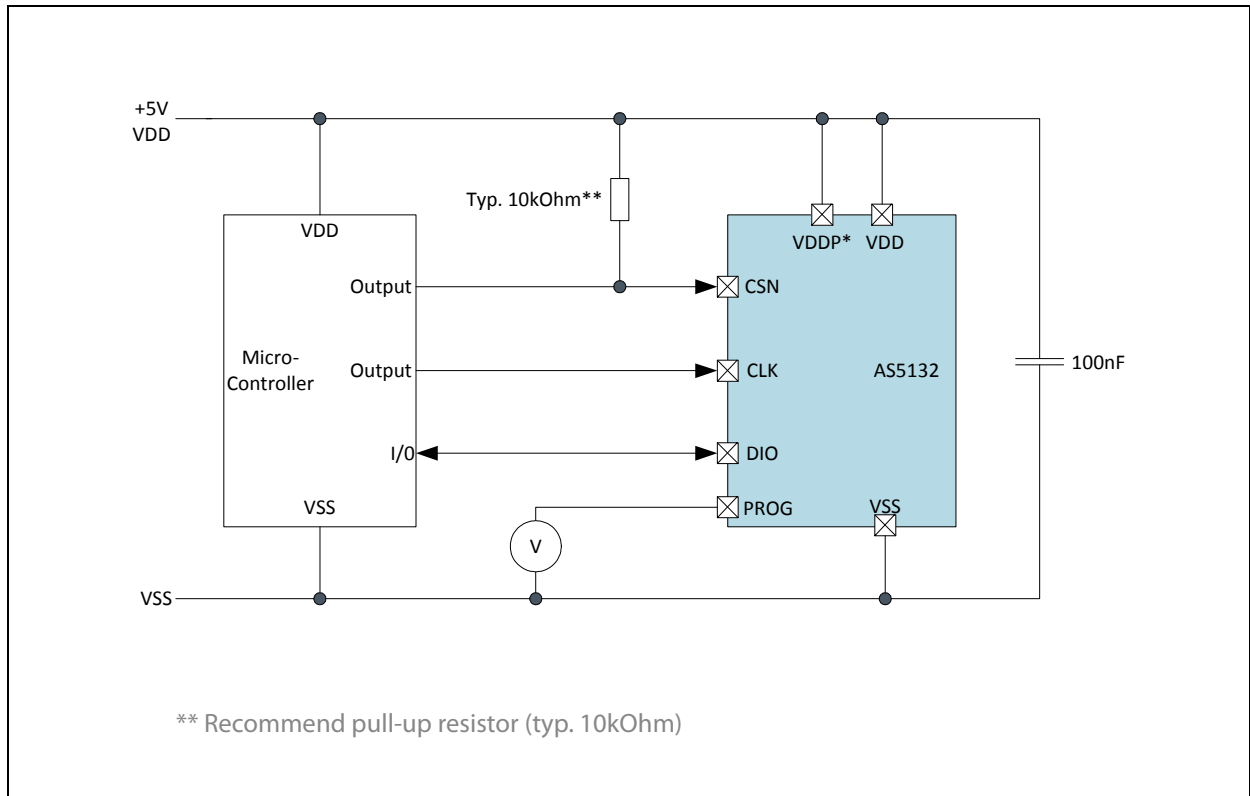 +5V
VDD
Typ. 10kOhm**
VDD
VDDP* VDD
Output
CSN
Micro-
Controller
Output
CLK
AS5132
100nF
I/0
DIO
VSS
PROG
VSS
V
VSS
** Recommend pull-up resistor (typ. 10kOhm)